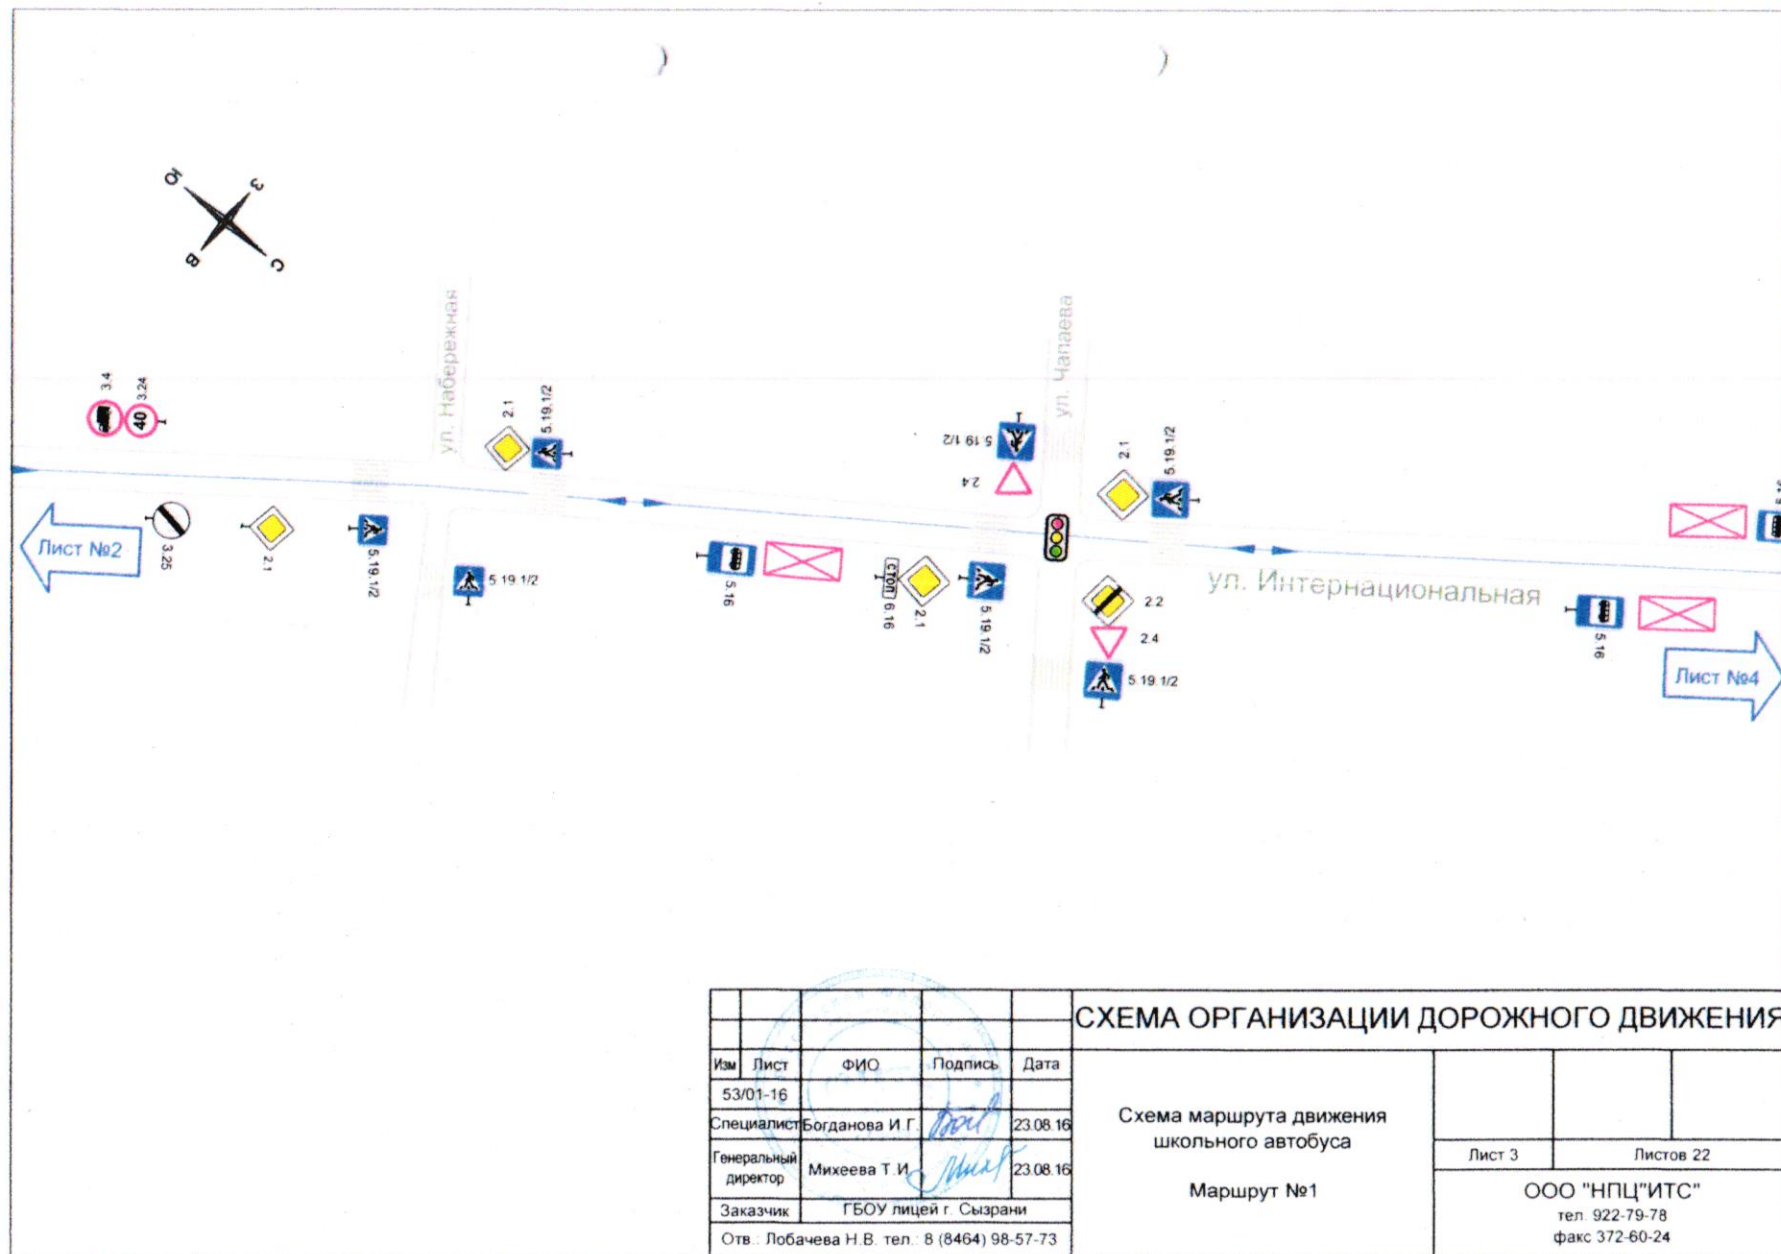 Ю
З
В
С
ул. Набережная
ул. Чапаева
3.4
3.24
40
2.1
5.19.1/2
5.19 1/2
2.4
2.1
5.19.1/2
5.16
Лист №2
3.25
2.1
5.19.1/2
5 19 1/2
5.16
СТОП
6.16
2.1
5.19.1/2
2.2
2.4
5.19.1/2
ул. Интернациональная
5.16
Лист №4
СХЕМА ОРГАНИЗАЦИИ ДОРОЖНОГО ДВИЖЕНИЯ
Изм Лист ФИО Подпись Дата
53/01-16
Специалист Богданова И.Г. 23.08.16
Генеральный
директор Михеева Т.И. 23.08.16
Заказчик ГБОУ лицей г. Сызрани
Отв.: Лобачева Н.В. тел.: 8 (8464) 98-57-73
Схема маршрута движения
школьного автобуса
Маршрут №1
Лист 3 Листов 22
ООО "НПЦ"ИТС"
тел. 922-79-78
факс 372-60-24